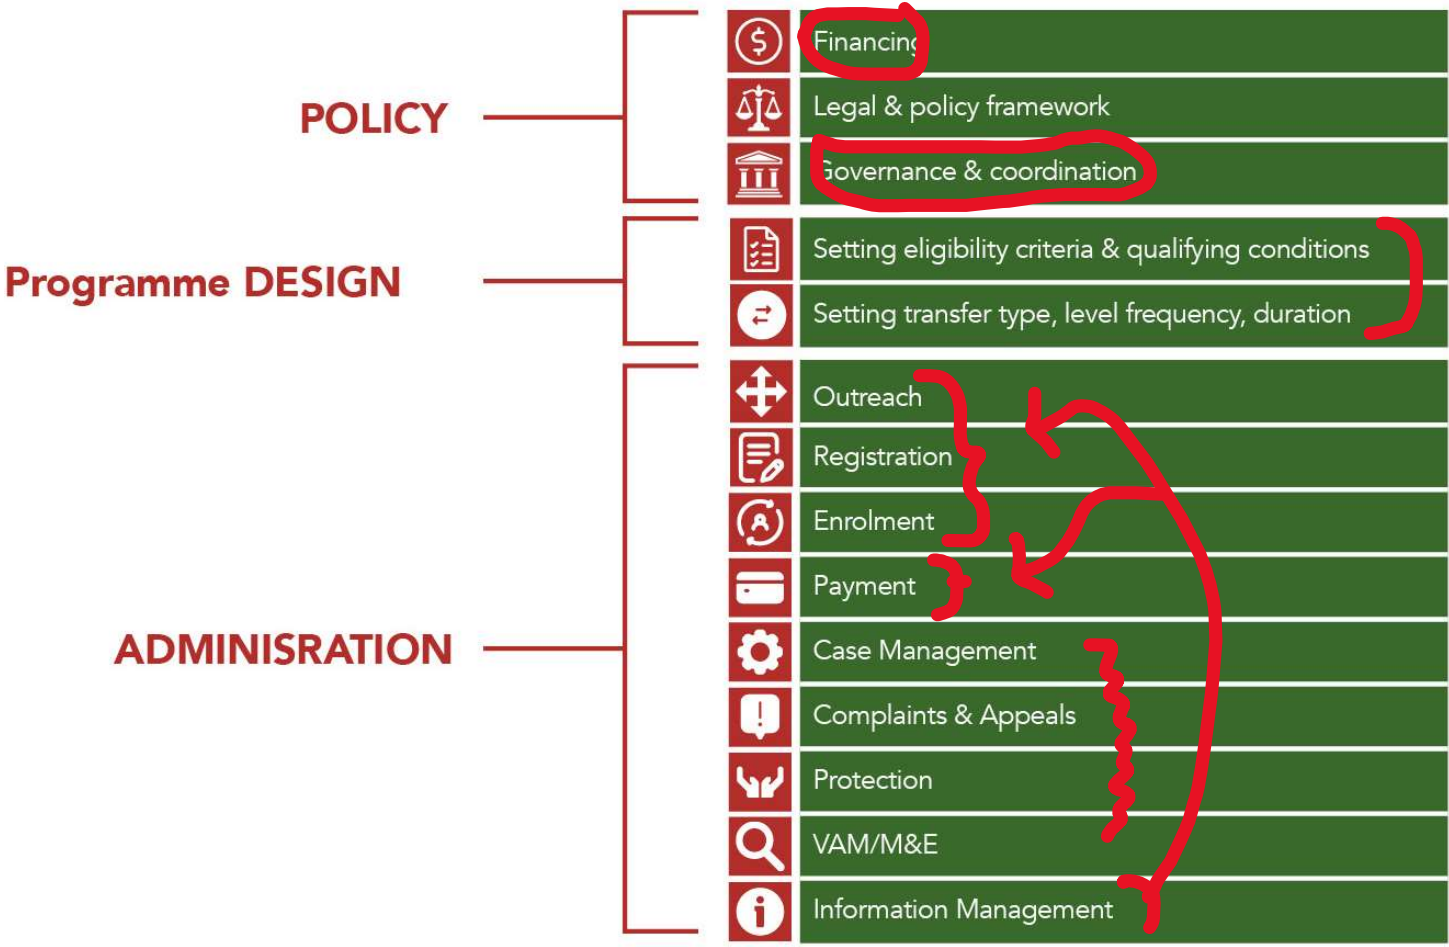 POLICY
Financing
Legal & policy framework
Governance & coordination
Programme DESIGN
Setting eligibility criteria & qualifying conditions
Setting transfer type, level frequency, duration
ADMINISRATION
Outreach
Registration
Enrolment
Payment
Case Management
Complaints & Appeals
Protection
VAM/M&E
Information Management